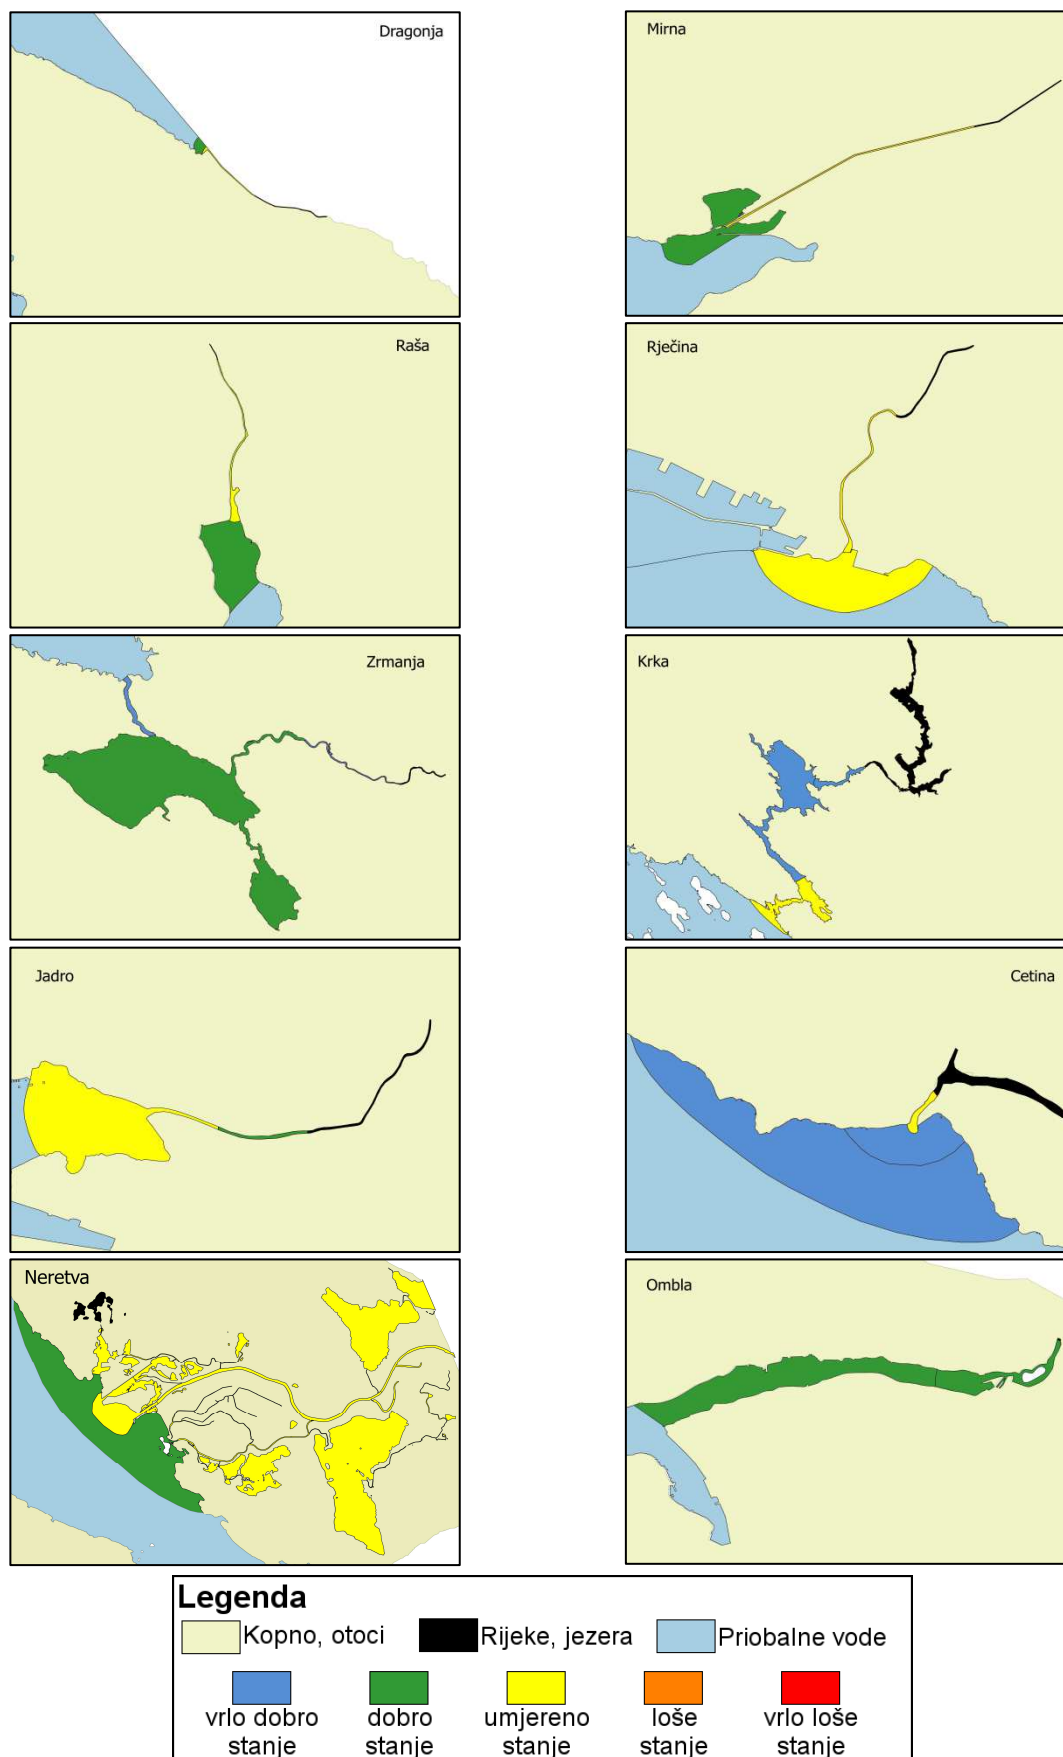 Dragonja
Mirna
Raša
Rječina
Zrmanja
Krka
Jadro
Cetina
Neretva
Ombla
Legenda
Kopno, otoci
Rijeke, jezera
Priobalne vode
vrlo dobro
stanje
dobro
stanje
umjereno
stanje
loše
stanje
vrlo loše
stanje